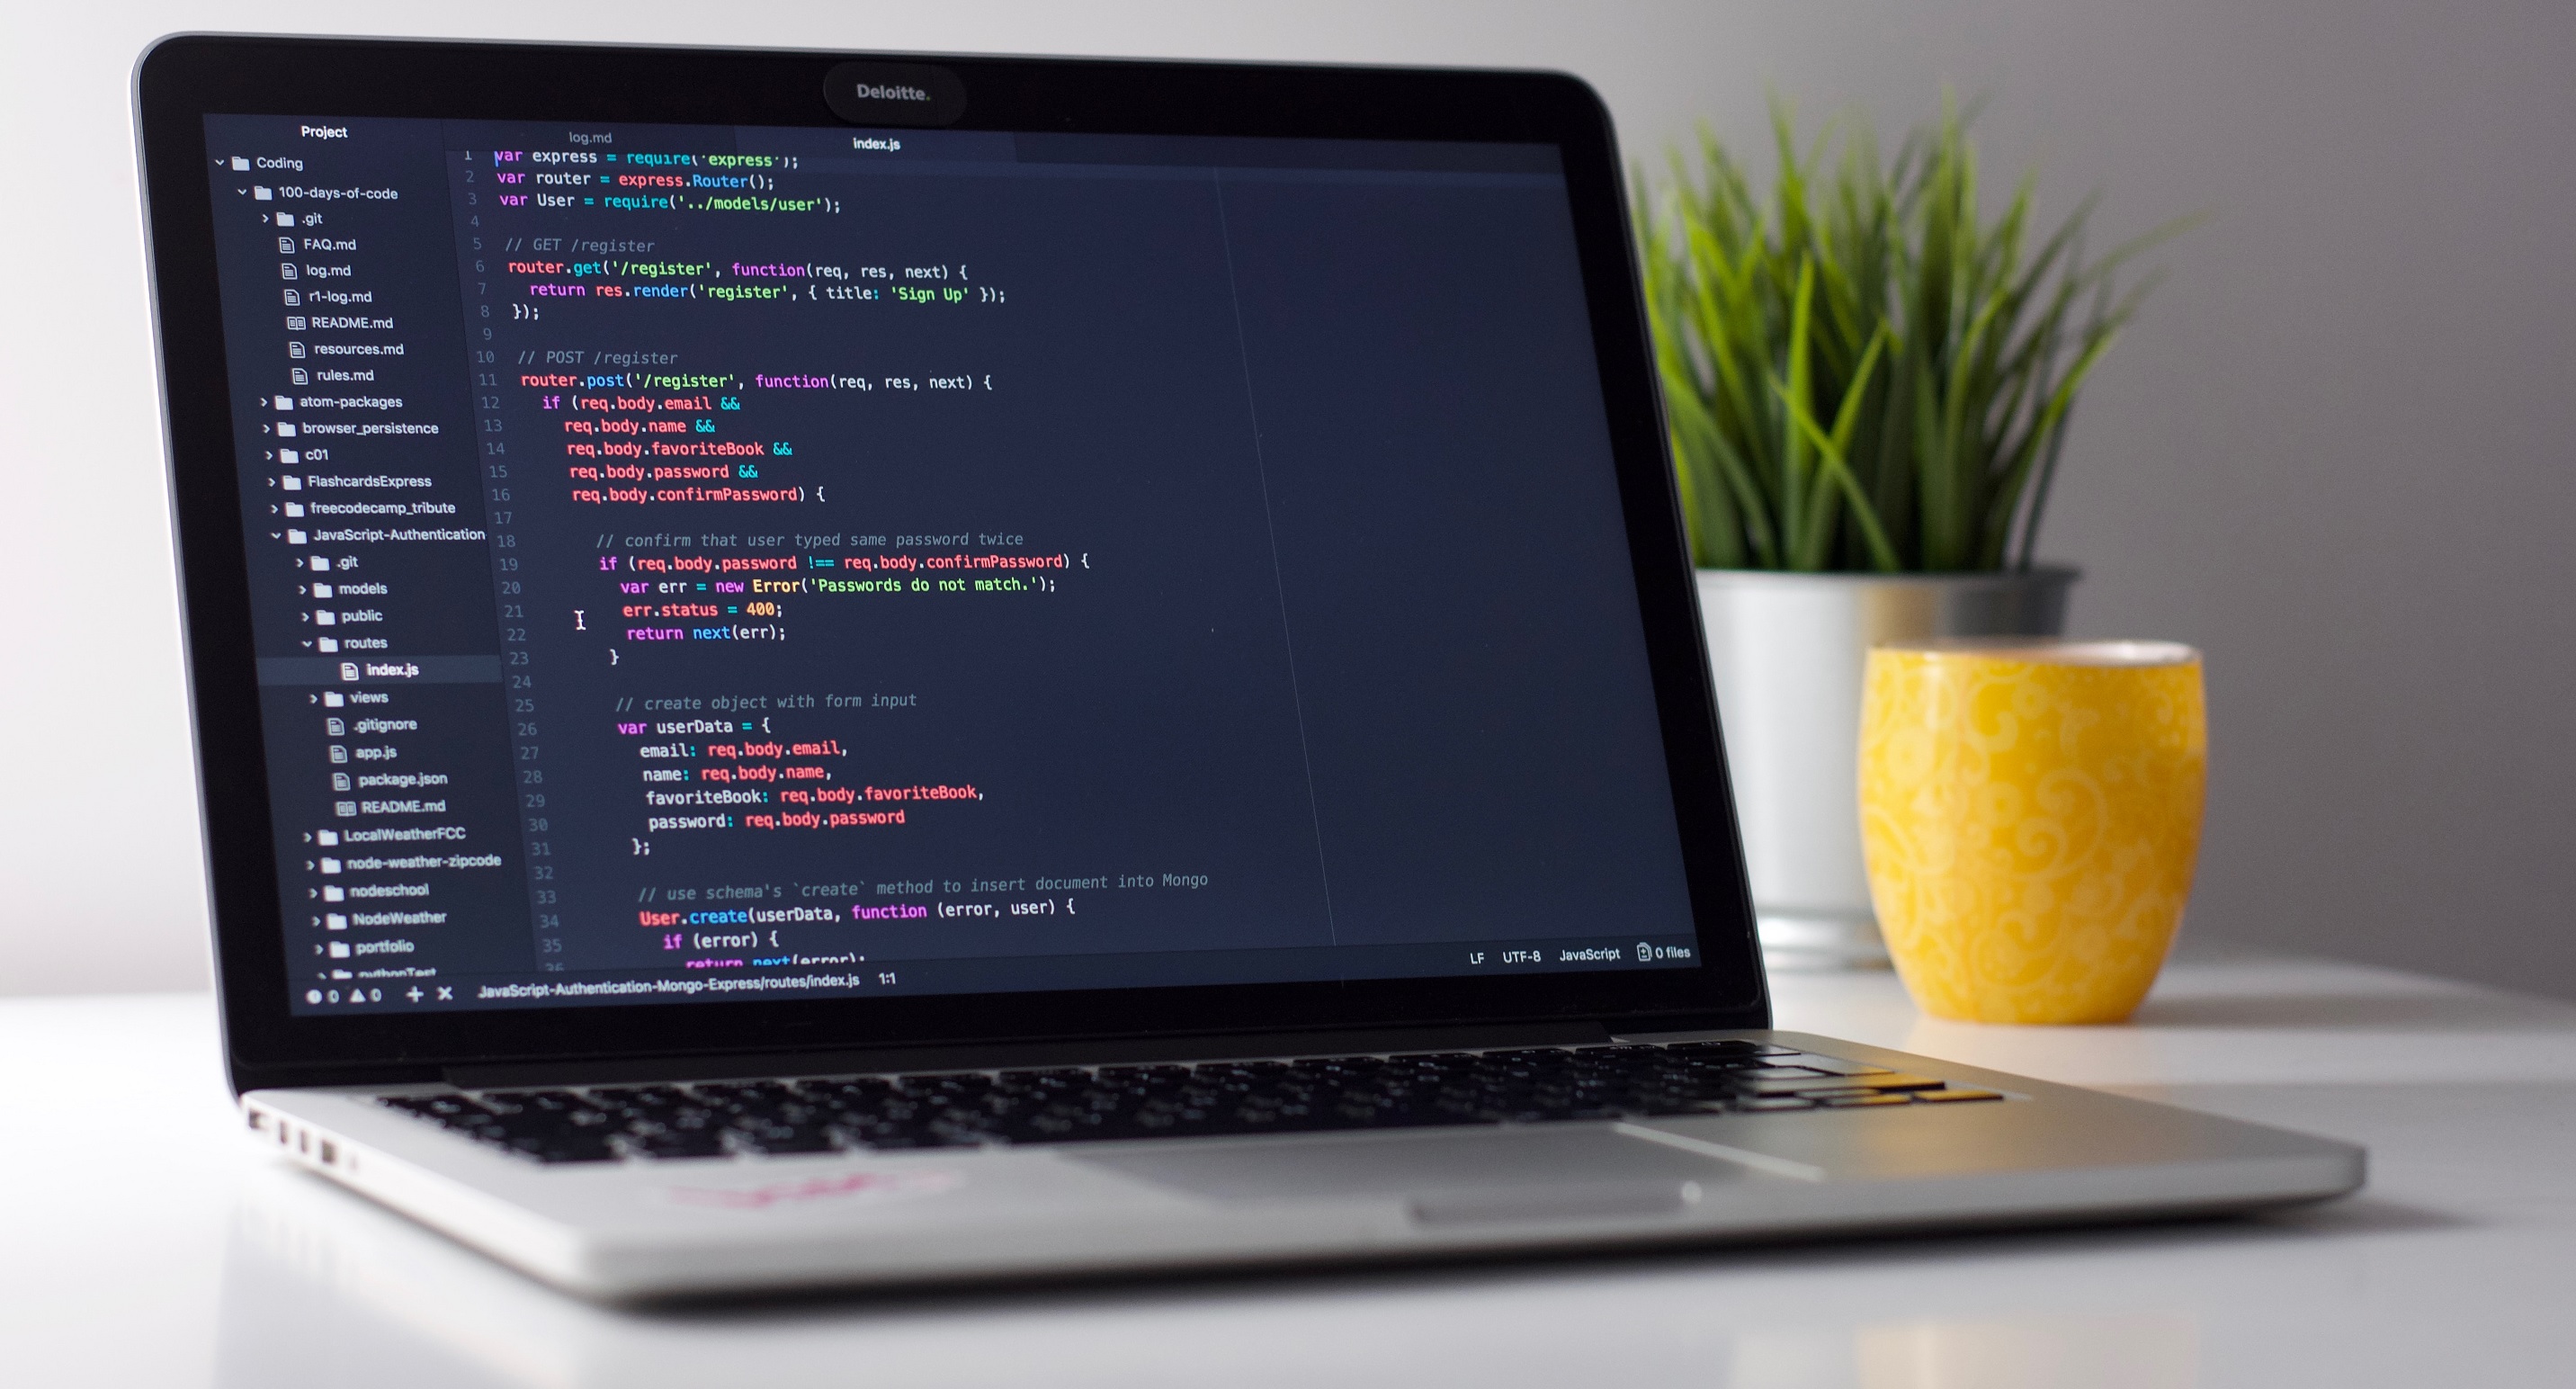 Deloitte.
Project
Coding
100-days-of-code
.git
FAQ.md
log.md
r1-log.md
README.md
resources.md
rules.md
atom-packages
browser_persistence
c01
FlashcardsExpress
freecodecamp_tribute
JavaScript-Authentication
.git
models
public
routes
index.js
views
.gitignore
app.js
package.json
README.md
LocalWeatherFCC
node-weather-zipcode
nodeschool
NodeWeather
portfolio
pythonTest
log.md
index.js
1 var express = require('express');
2 var router = express.Router();
3 var User = require('../models/user');
4
5 // GET /register
6 router.get('/register', function(req, res, next) {
7 return res.render('register', { title: 'Sign Up' });
8 });
9
10 // POST /register
11 router.post('/register', function(req, res, next) {
12 if (req.body.email &&
13 req.body.name &&
14 req.body.favoriteBook &&
15 req.body.password &&
16 req.body.confirmPassword) {
17
18 // confirm that user typed same password twice
19 if (req.body.password !== req.body.confirmPassword) {
20 var err = new Error('Passwords do not match.');
21 err.status = 400;
22 return next(err);
23 }
24
25 // create object with form input
26 var userData = {
27 email: req.body.email,
28 name: req.body.name,
29 favoriteBook: req.body.favoriteBook,
30 password: req.body.password
31 };
32
33 // use schema's `create` method to insert document into Mongo
34 User.create(userData, function (error, user) {
35 if (error) {
36 return next(error);
0 0 JavaScript-Authentication-Mongo-Express/routes/index.js 1:1 LF UTF-8 JavaScript 0 files